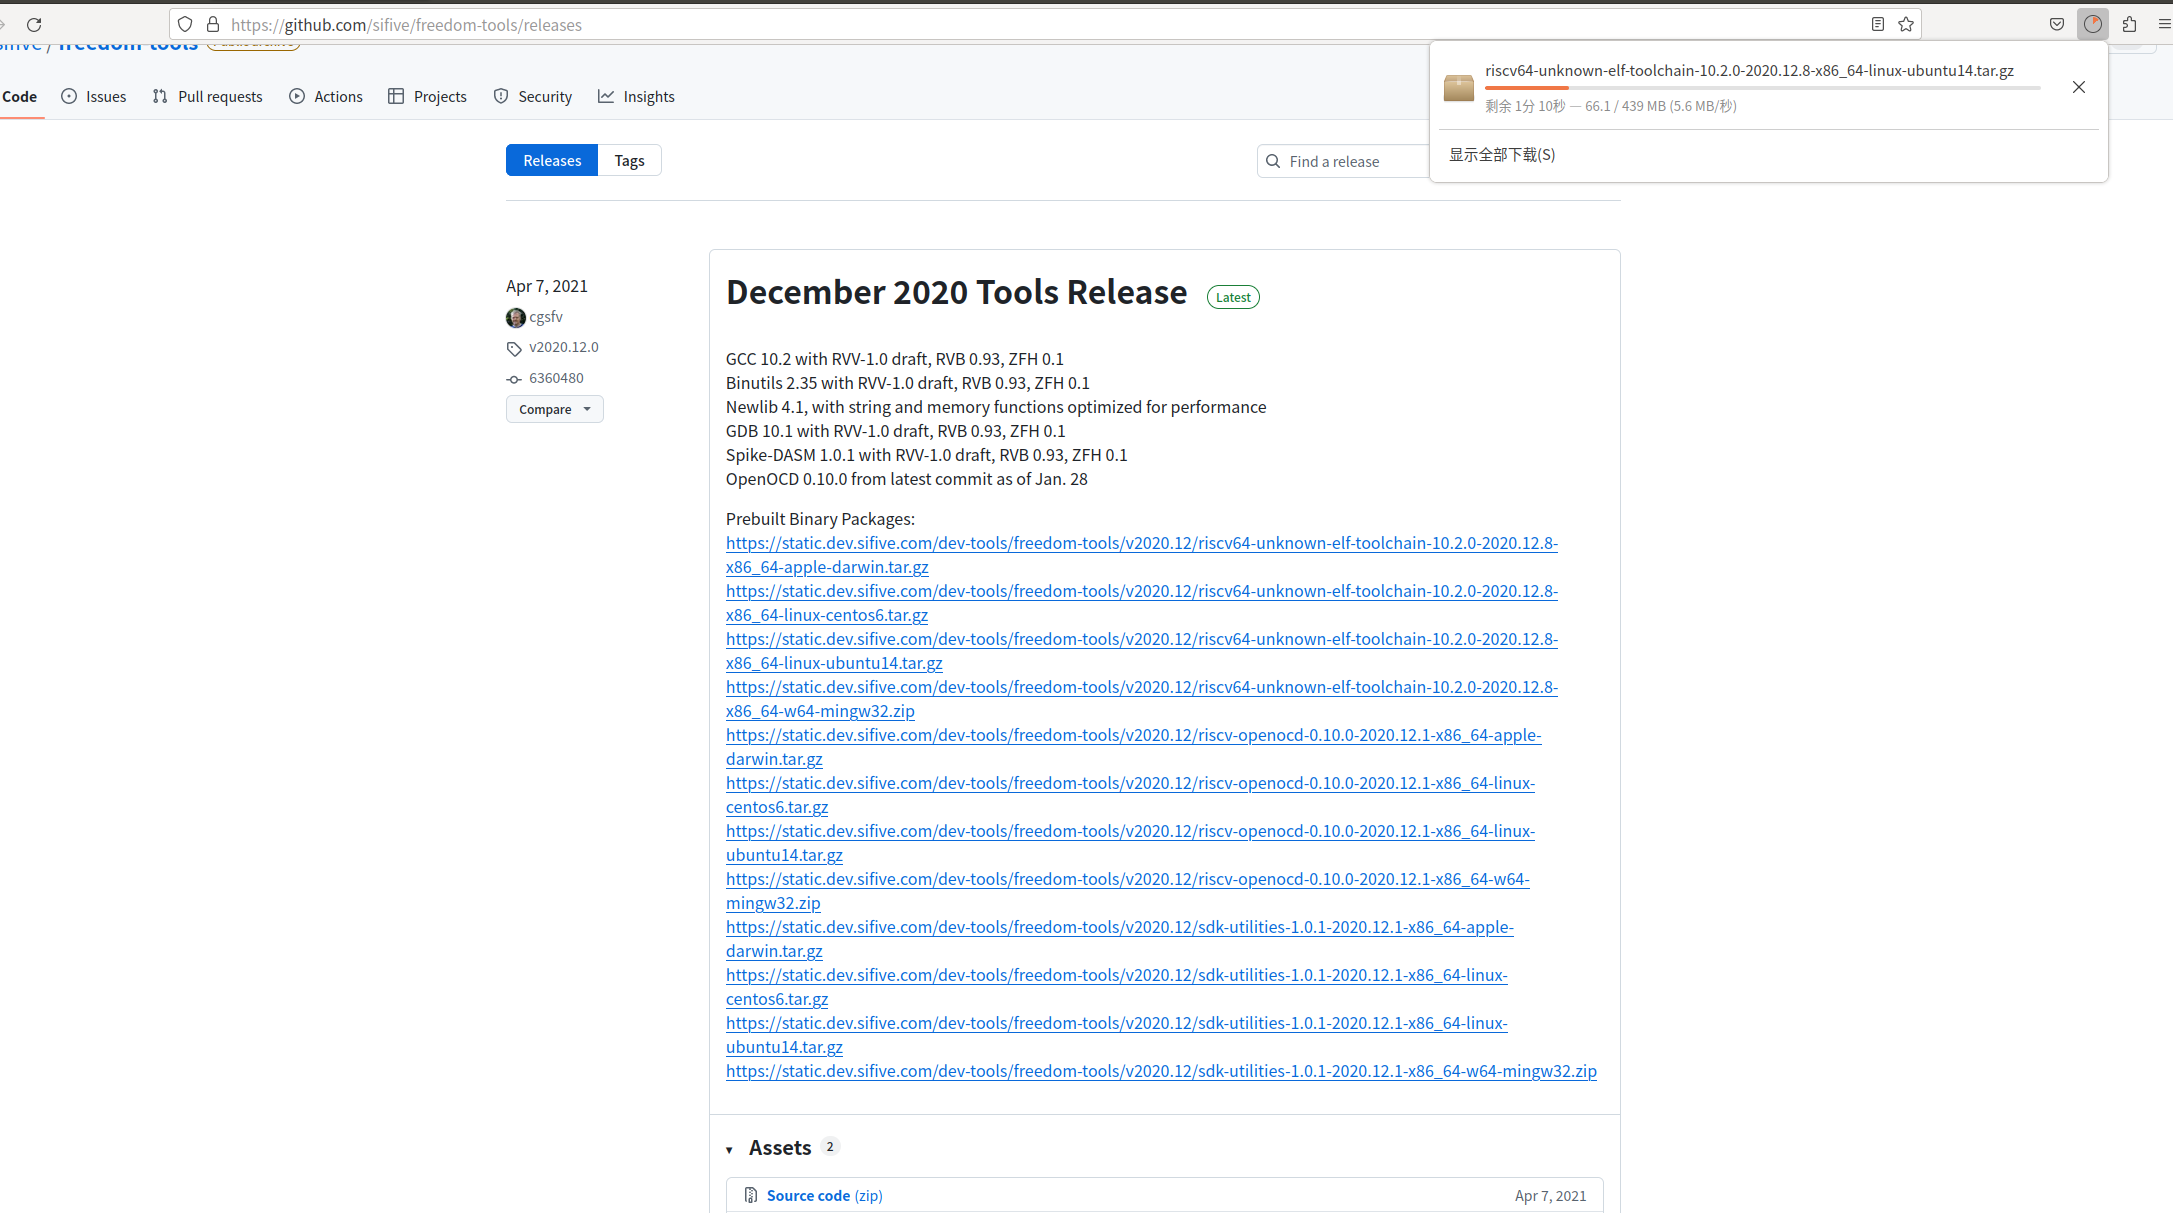 https://github.com/sifive/freedom-tools/releases
sifive / freedom-tools
riscv64-unknown-elf-toolchain-10.2.0-2020.12.8-x86_64-linux-ubuntu14.tar.gz
剩余 1分 10秒 — 66.1 / 439 MB (5.6 MB/秒)
显示全部下载(S)
Code Issues Pull requests Actions Projects Security Insights
Releases Tags
Find a release
Apr 7, 2021
cgsfv
v2020.12.0
6360480
Compare
December 2020 Tools Release Latest
GCC 10.2 with RVV-1.0 draft, RVB 0.93, ZFH 0.1
Binutils 2.35 with RVV-1.0 draft, RVB 0.93, ZFH 0.1
Newlib 4.1, with string and memory functions optimized for performance
GDB 10.1 with RVV-1.0 draft, RVB 0.93, ZFH 0.1
Spike-DASM 1.0.1 with RVV-1.0 draft, RVB 0.93, ZFH 0.1
OpenOCD 0.10.0 from latest commit as of Jan. 28
Prebuilt Binary Packages:
https://static.dev.sifive.com/dev-tools/freedom-tools/v2020.12/riscv64-unknown-elf-toolchain-10.2.0-2020.12.8-
x86_64-apple-darwin.tar.gz
https://static.dev.sifive.com/dev-tools/freedom-tools/v2020.12/riscv64-unknown-elf-toolchain-10.2.0-2020.12.8-
x86_64-linux-centos6.tar.gz
https://static.dev.sifive.com/dev-tools/freedom-tools/v2020.12/riscv64-unknown-elf-toolchain-10.2.0-2020.12.8-
x86_64-linux-ubuntu14.tar.gz
https://static.dev.sifive.com/dev-tools/freedom-tools/v2020.12/riscv64-unknown-elf-toolchain-10.2.0-2020.12.8-
x86_64-w64-mingw32.zip
https://static.dev.sifive.com/dev-tools/freedom-tools/v2020.12/riscv-openocd-0.10.0-2020.12.1-x86_64-apple-
darwin.tar.gz
https://static.dev.sifive.com/dev-tools/freedom-tools/v2020.12/riscv-openocd-0.10.0-2020.12.1-x86_64-linux-
centos6.tar.gz
https://static.dev.sifive.com/dev-tools/freedom-tools/v2020.12/riscv-openocd-0.10.0-2020.12.1-x86_64-linux-
ubuntu14.tar.gz
https://static.dev.sifive.com/dev-tools/freedom-tools/v2020.12/riscv-openocd-0.10.0-2020.12.1-x86_64-w64-
mingw32.zip
https://static.dev.sifive.com/dev-tools/freedom-tools/v2020.12/sdk-utilities-1.0.1-2020.12.1-x86_64-apple-
darwin.tar.gz
https://static.dev.sifive.com/dev-tools/freedom-tools/v2020.12/sdk-utilities-1.0.1-2020.12.1-x86_64-linux-
centos6.tar.gz
https://static.dev.sifive.com/dev-tools/freedom-tools/v2020.12/sdk-utilities-1.0.1-2020.12.1-x86_64-linux-
ubuntu14.tar.gz
https://static.dev.sifive.com/dev-tools/freedom-tools/v2020.12/sdk-utilities-1.0.1-2020.12.1-x86_64-w64-mingw32.zip
Assets 2
Source code (zip) Apr 7, 2021